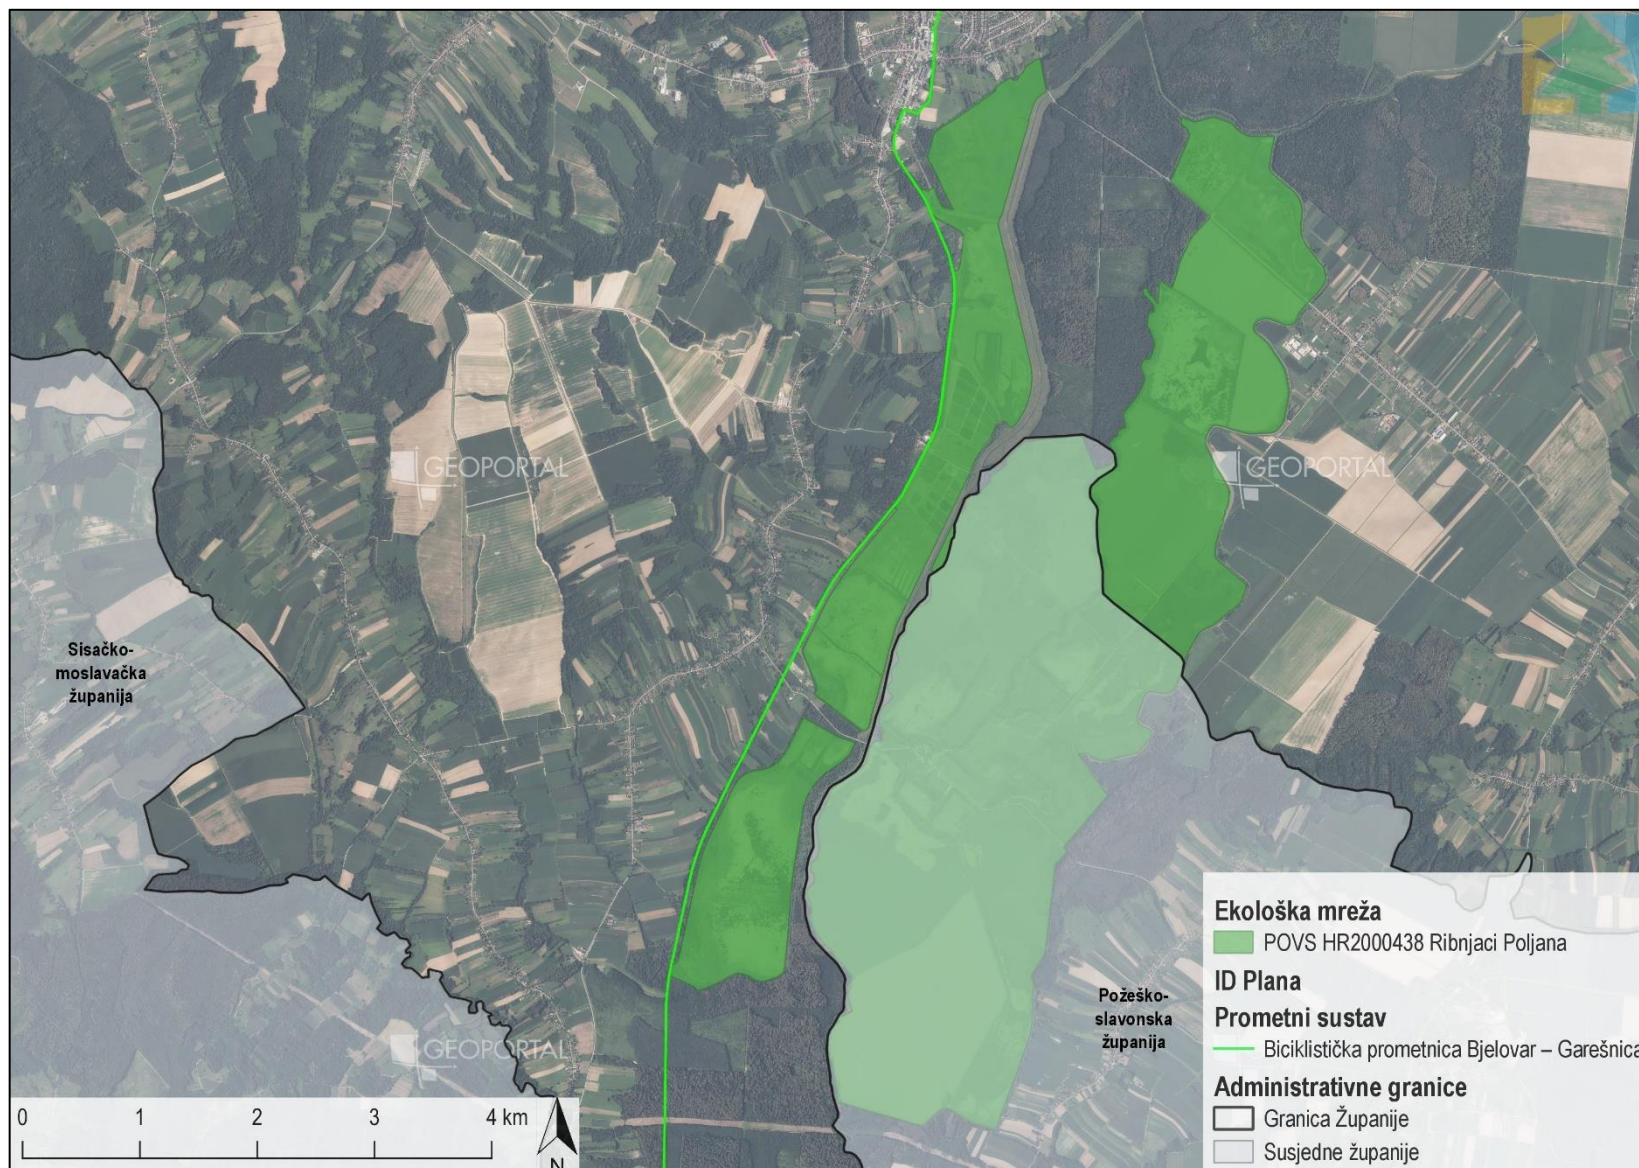 GEOPORTAL
GEOPORTAL
Sisačko-
moslavačka
županija
Ekološka mreža
POVS HR2000438 Ribnjaci Poljana
ID Plana
Prometni sustav
Biciklistička prometnica Bjelovar – Garešnica
Administrativne granice
Granica Županije
Susjedne županije
Požeško-
slavonska
županija
GEOPORTAL
0 1 2 3 4 km
N